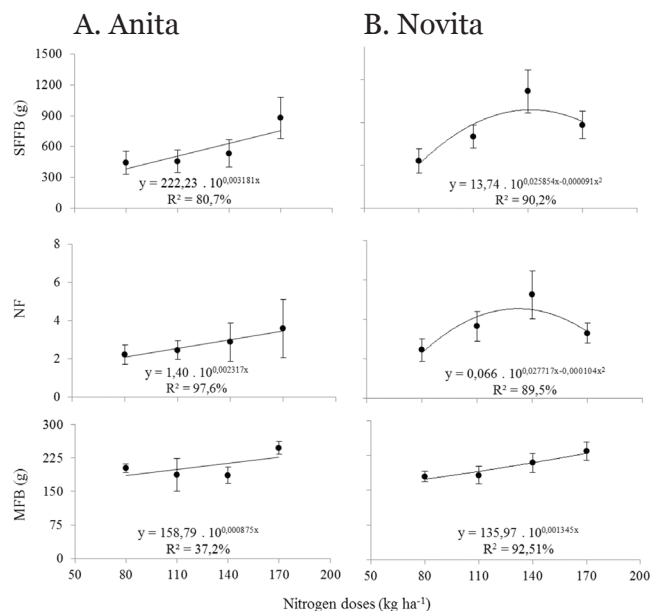 A. Anita
B. Novita
SFFB (g)
1500
1200
900
600
300
0
y = 222,23 . 10^0,003181x
R² = 80,7%
y = 13,74 . 10^0,025854x-0,000091x²
R² = 90,2%
NF
8
6
4
2
0
y = 1,40 . 10^0,002317x
R² = 97,6%
y = 0,066 . 10^0,027717x-0,000104x²
R² = 89,5%
MFB (g)
300
225
150
75
0
y = 158,79 . 10^0,000875x
R² = 37,2%
y = 135,97 . 10^0,001345x
R² = 92,51%
50 80 110 140 170 200
50 80 110 140 170 200
Nitrogen doses (kg ha⁻¹)